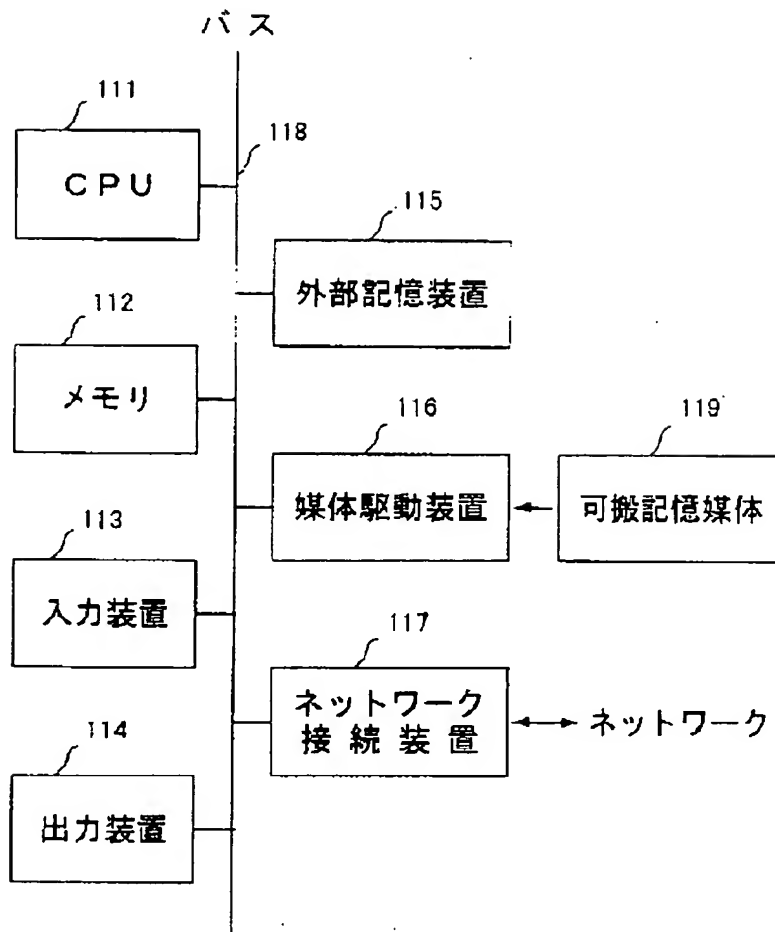 バス
111
118
CPU
115
外部記憶装置
112
メモリ
116
119
媒体駆動装置
可搬記憶媒体
113
入力装置
117
ネットワーク
接続装置
ネットワーク
114
出力装置